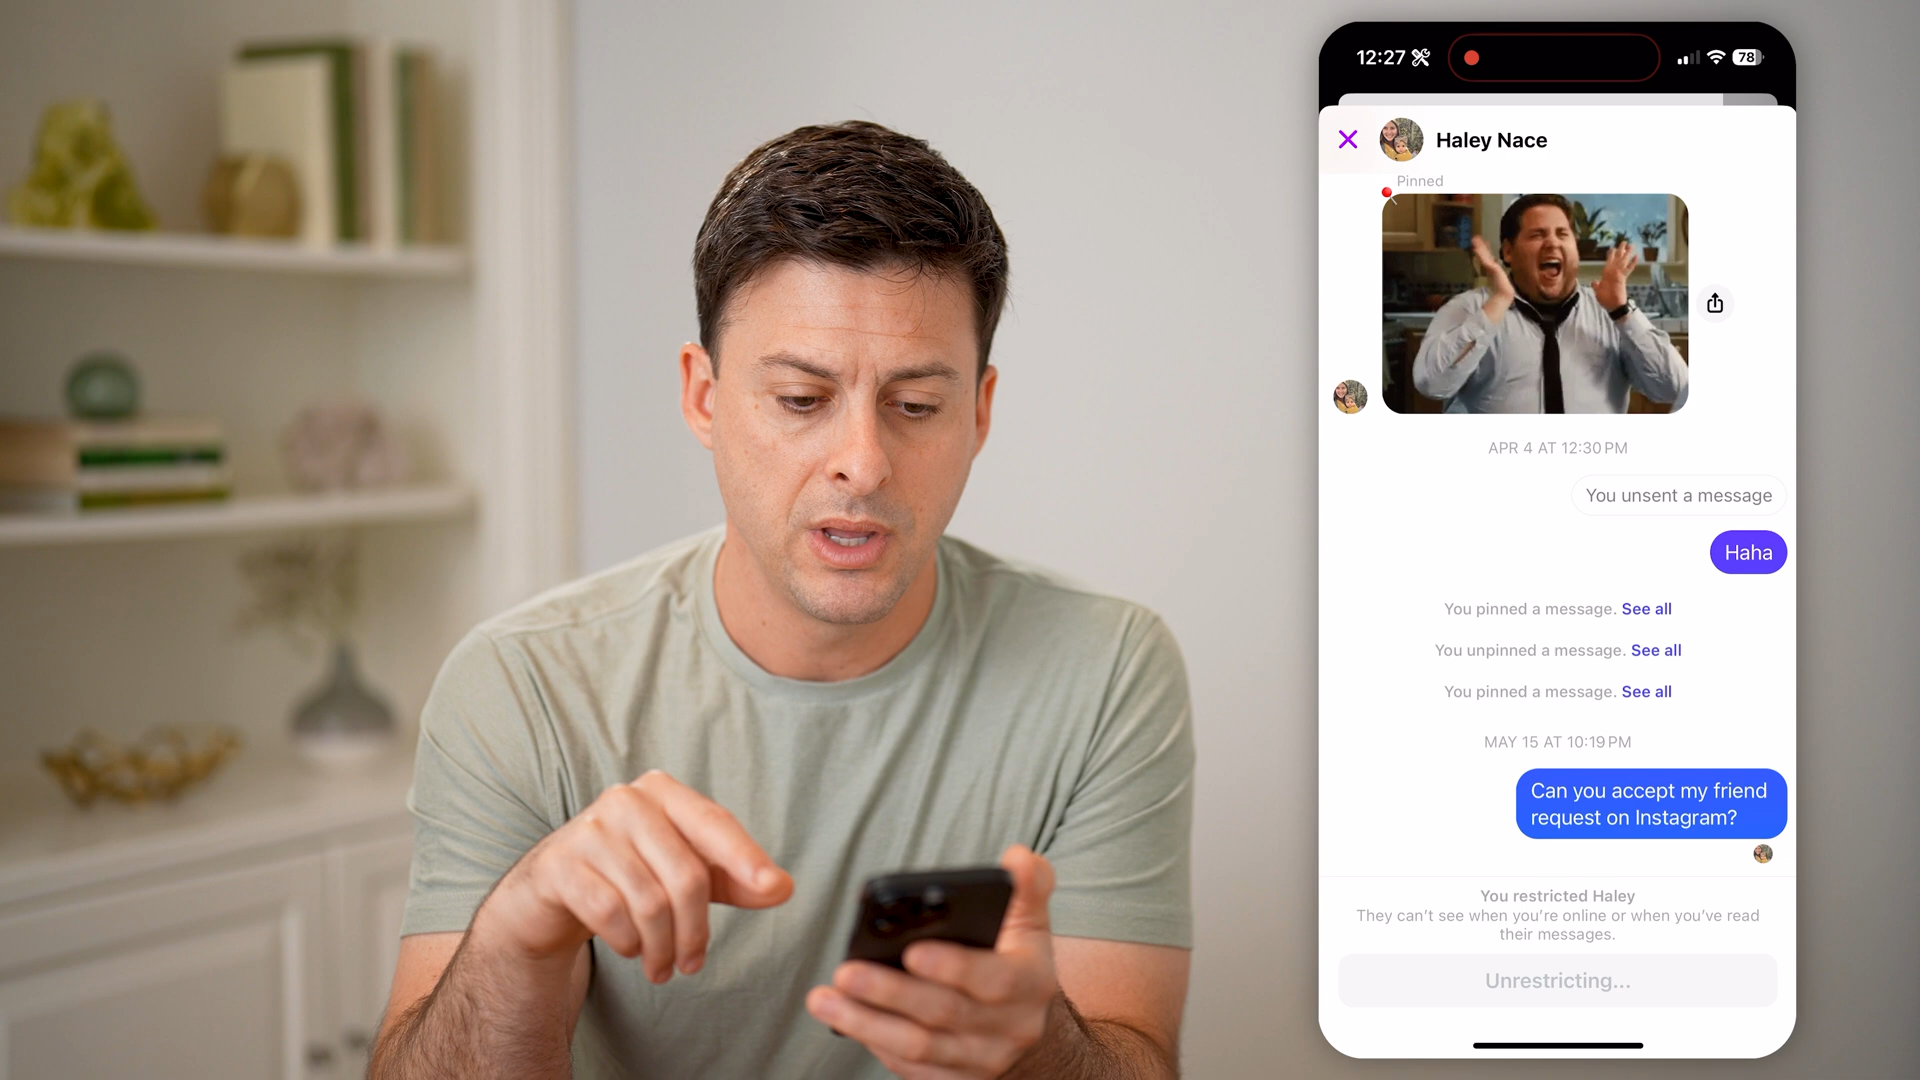 12:27
78
Haley Nace
Pinned
APR 4 AT 12:30 PM
You unsent a message
Haha
You pinned a message. See all
You unpinned a message. See all
You pinned a message. See all
MAY 15 AT 10:19 PM
Can you accept my friend
request on Instagram?
You restricted Haley
They can’t see when you’re online or when you’ve read
their messages.
Unrestricting...